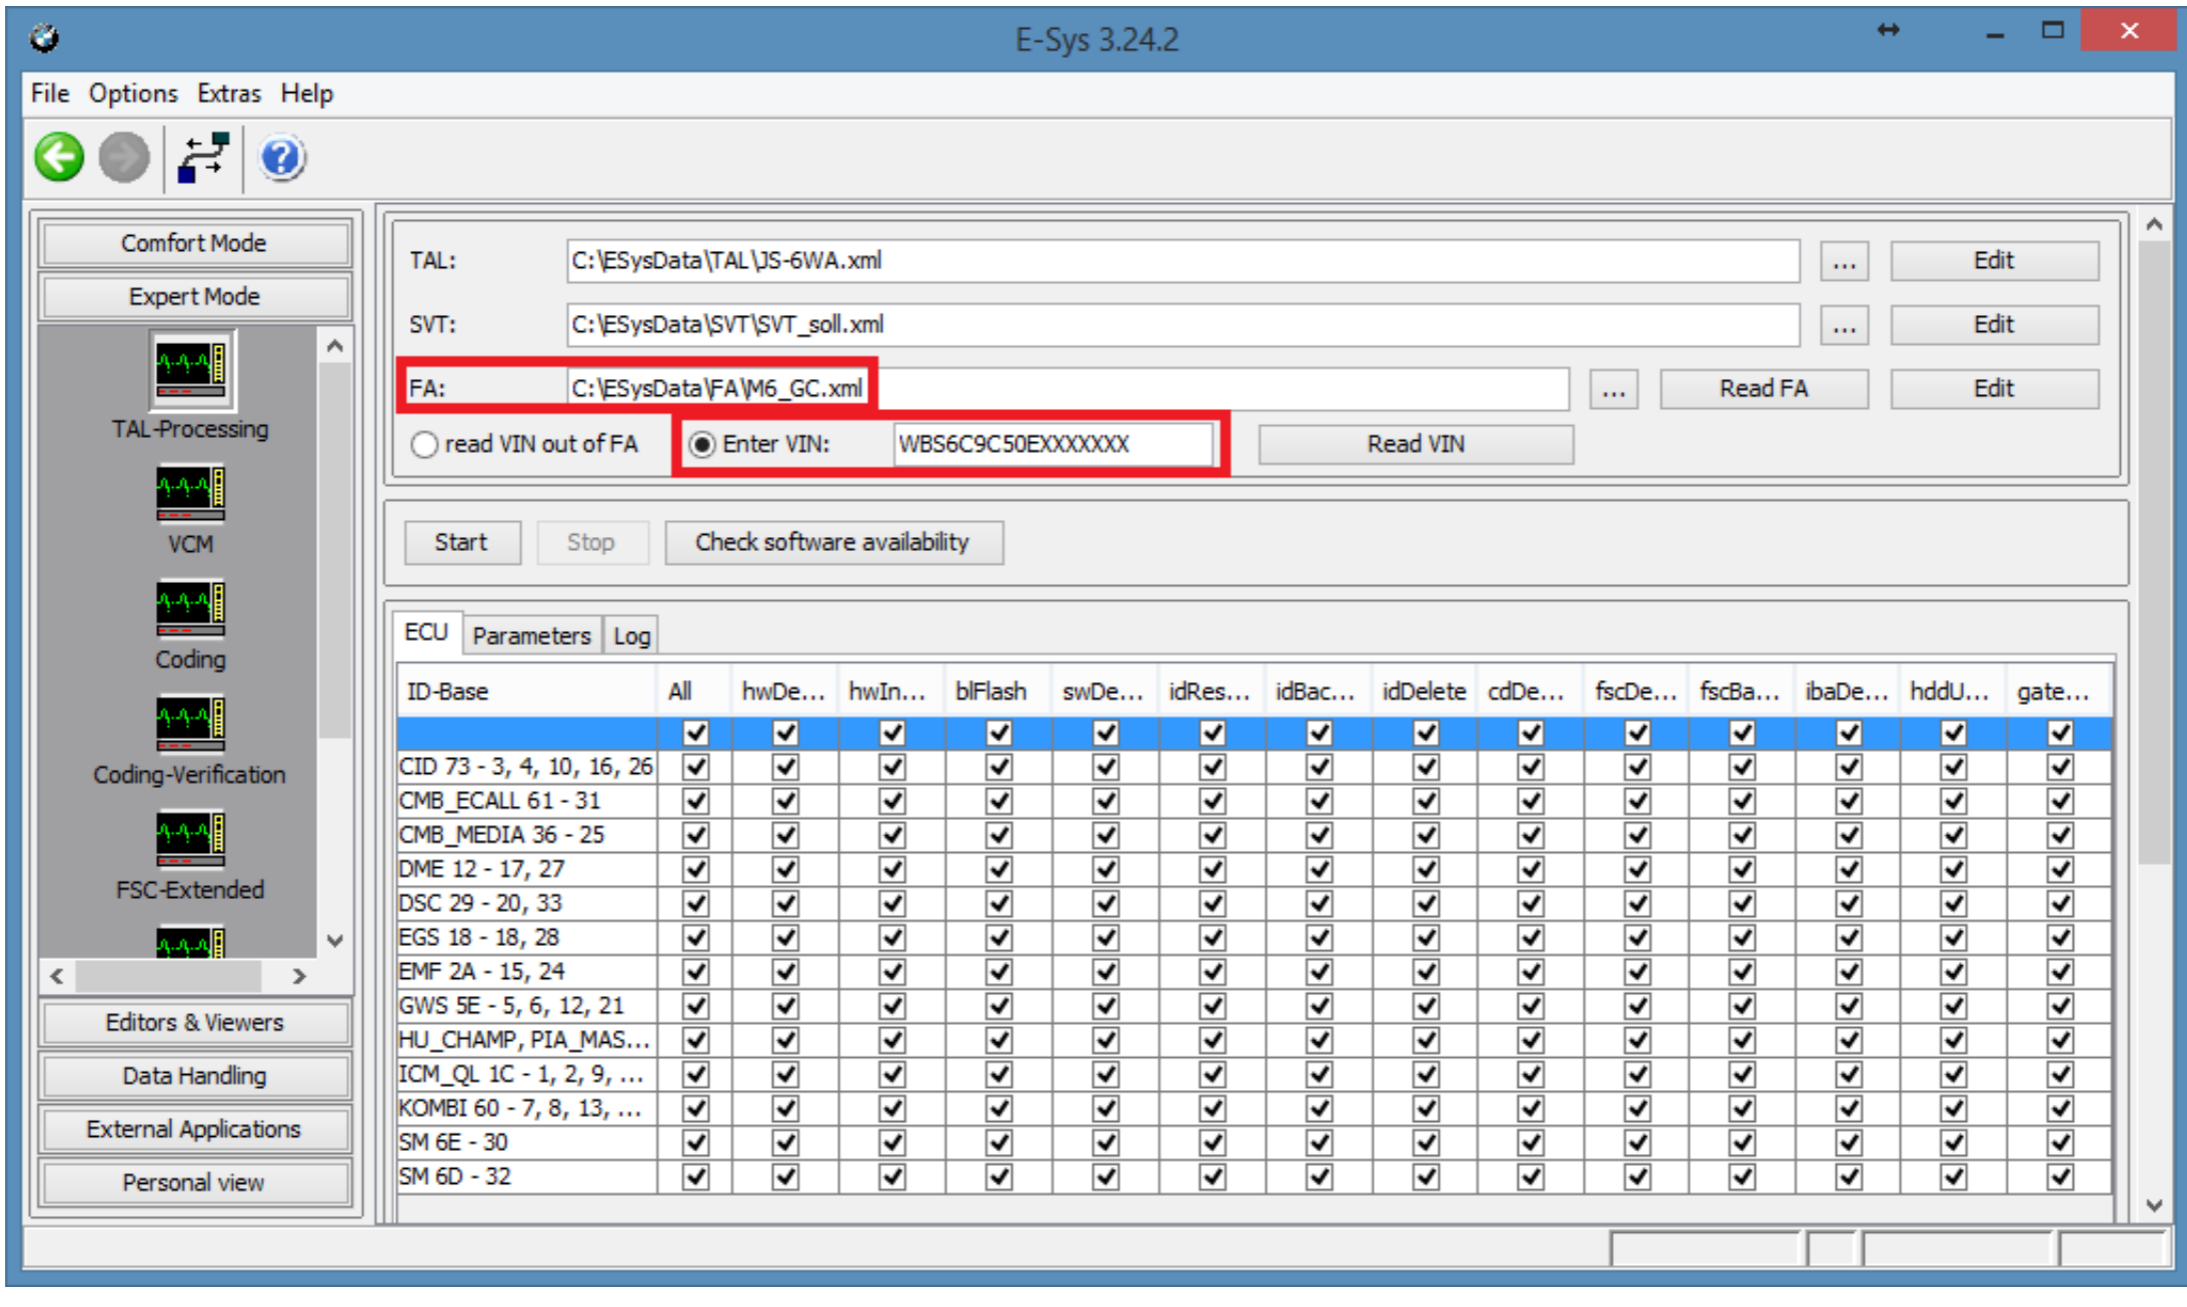 E-Sys 3.24.2
File Options Extras Help
Comfort Mode
Expert Mode
TAL-Processing
VCM
Coding
Coding-Verification
FSC-Extended
Editors & Viewers
Data Handling
External Applications
Personal view
TAL: C:\ESysData\TAL\JS-6WA.xml ... Edit
SVT: C:\ESysData\SVT\SVT_soll.xml ... Edit
FA: C:\ESysData\FA\M6_GC.xml ... Read FA Edit
read VIN out of FA Enter VIN: WBS6C9C50EXXXXXXX Read VIN
Start Stop Check software availability
ECU Parameters Log
ID-Base All hwDe... hwIn... blFlash swDe... idRes... idBac... idDelete cdDe... fscDe... fscBa... ibaDe... hddU... gate...
CID 73 - 3, 4, 10, 16, 26
CMB_ECALL 61 - 31
CMB_MEDIA 36 - 25
DME 12 - 17, 27
DSC 29 - 20, 33
EGS 18 - 18, 28
EMF 2A - 15, 24
GWS 5E - 5, 6, 12, 21
HU_CHAMP, PIA_MAS...
ICM_QL 1C - 1, 2, 9, ...
KOMBI 60 - 7, 8, 13, ...
SM 6E - 30
SM 6D - 32